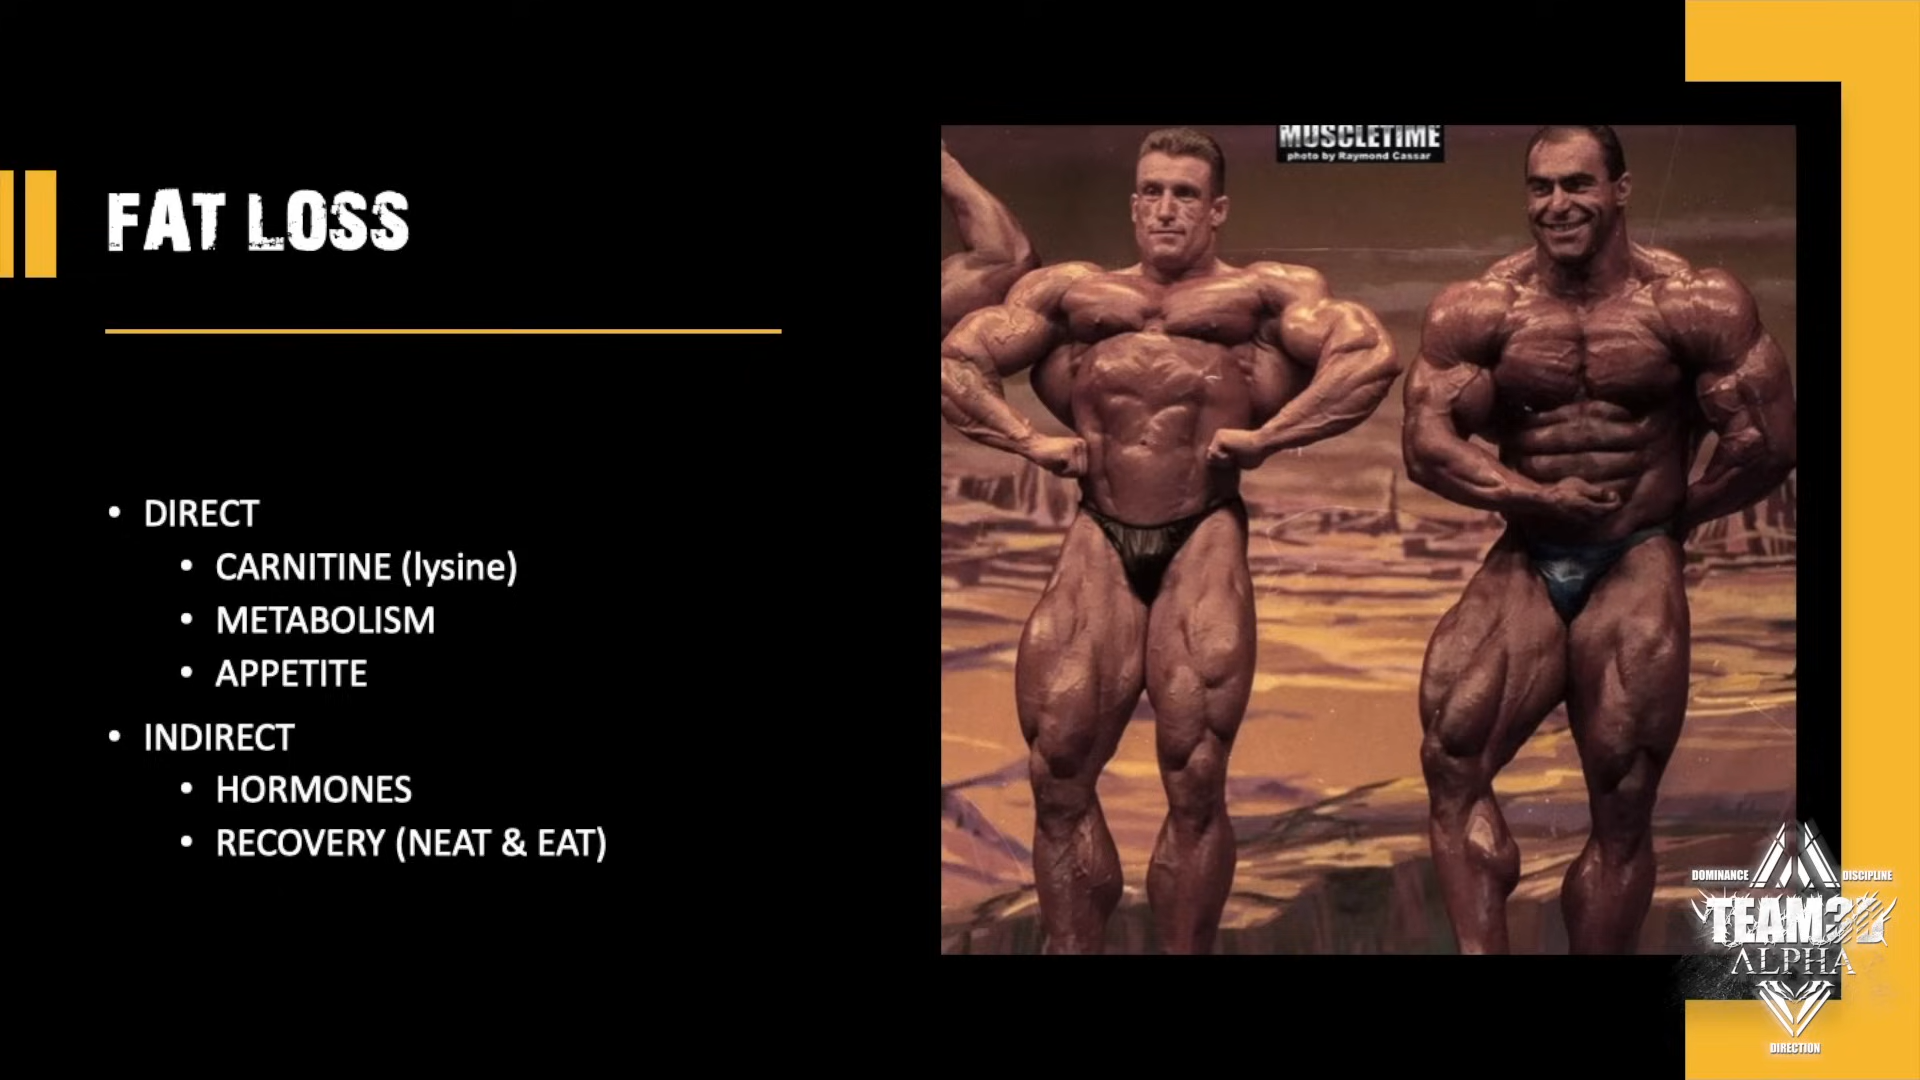 MUSCLETIME
photo by Raymond Cassar
FAT LOSS
• DIRECT
• CARNITINE (lysine)
• METABOLISM
• APPETITE
• INDIRECT
• HORMONES
• RECOVERY (NEAT & EAT)
DOMINANCE DISCIPLINE
TEAM3D
ALPHA
DIRECTION